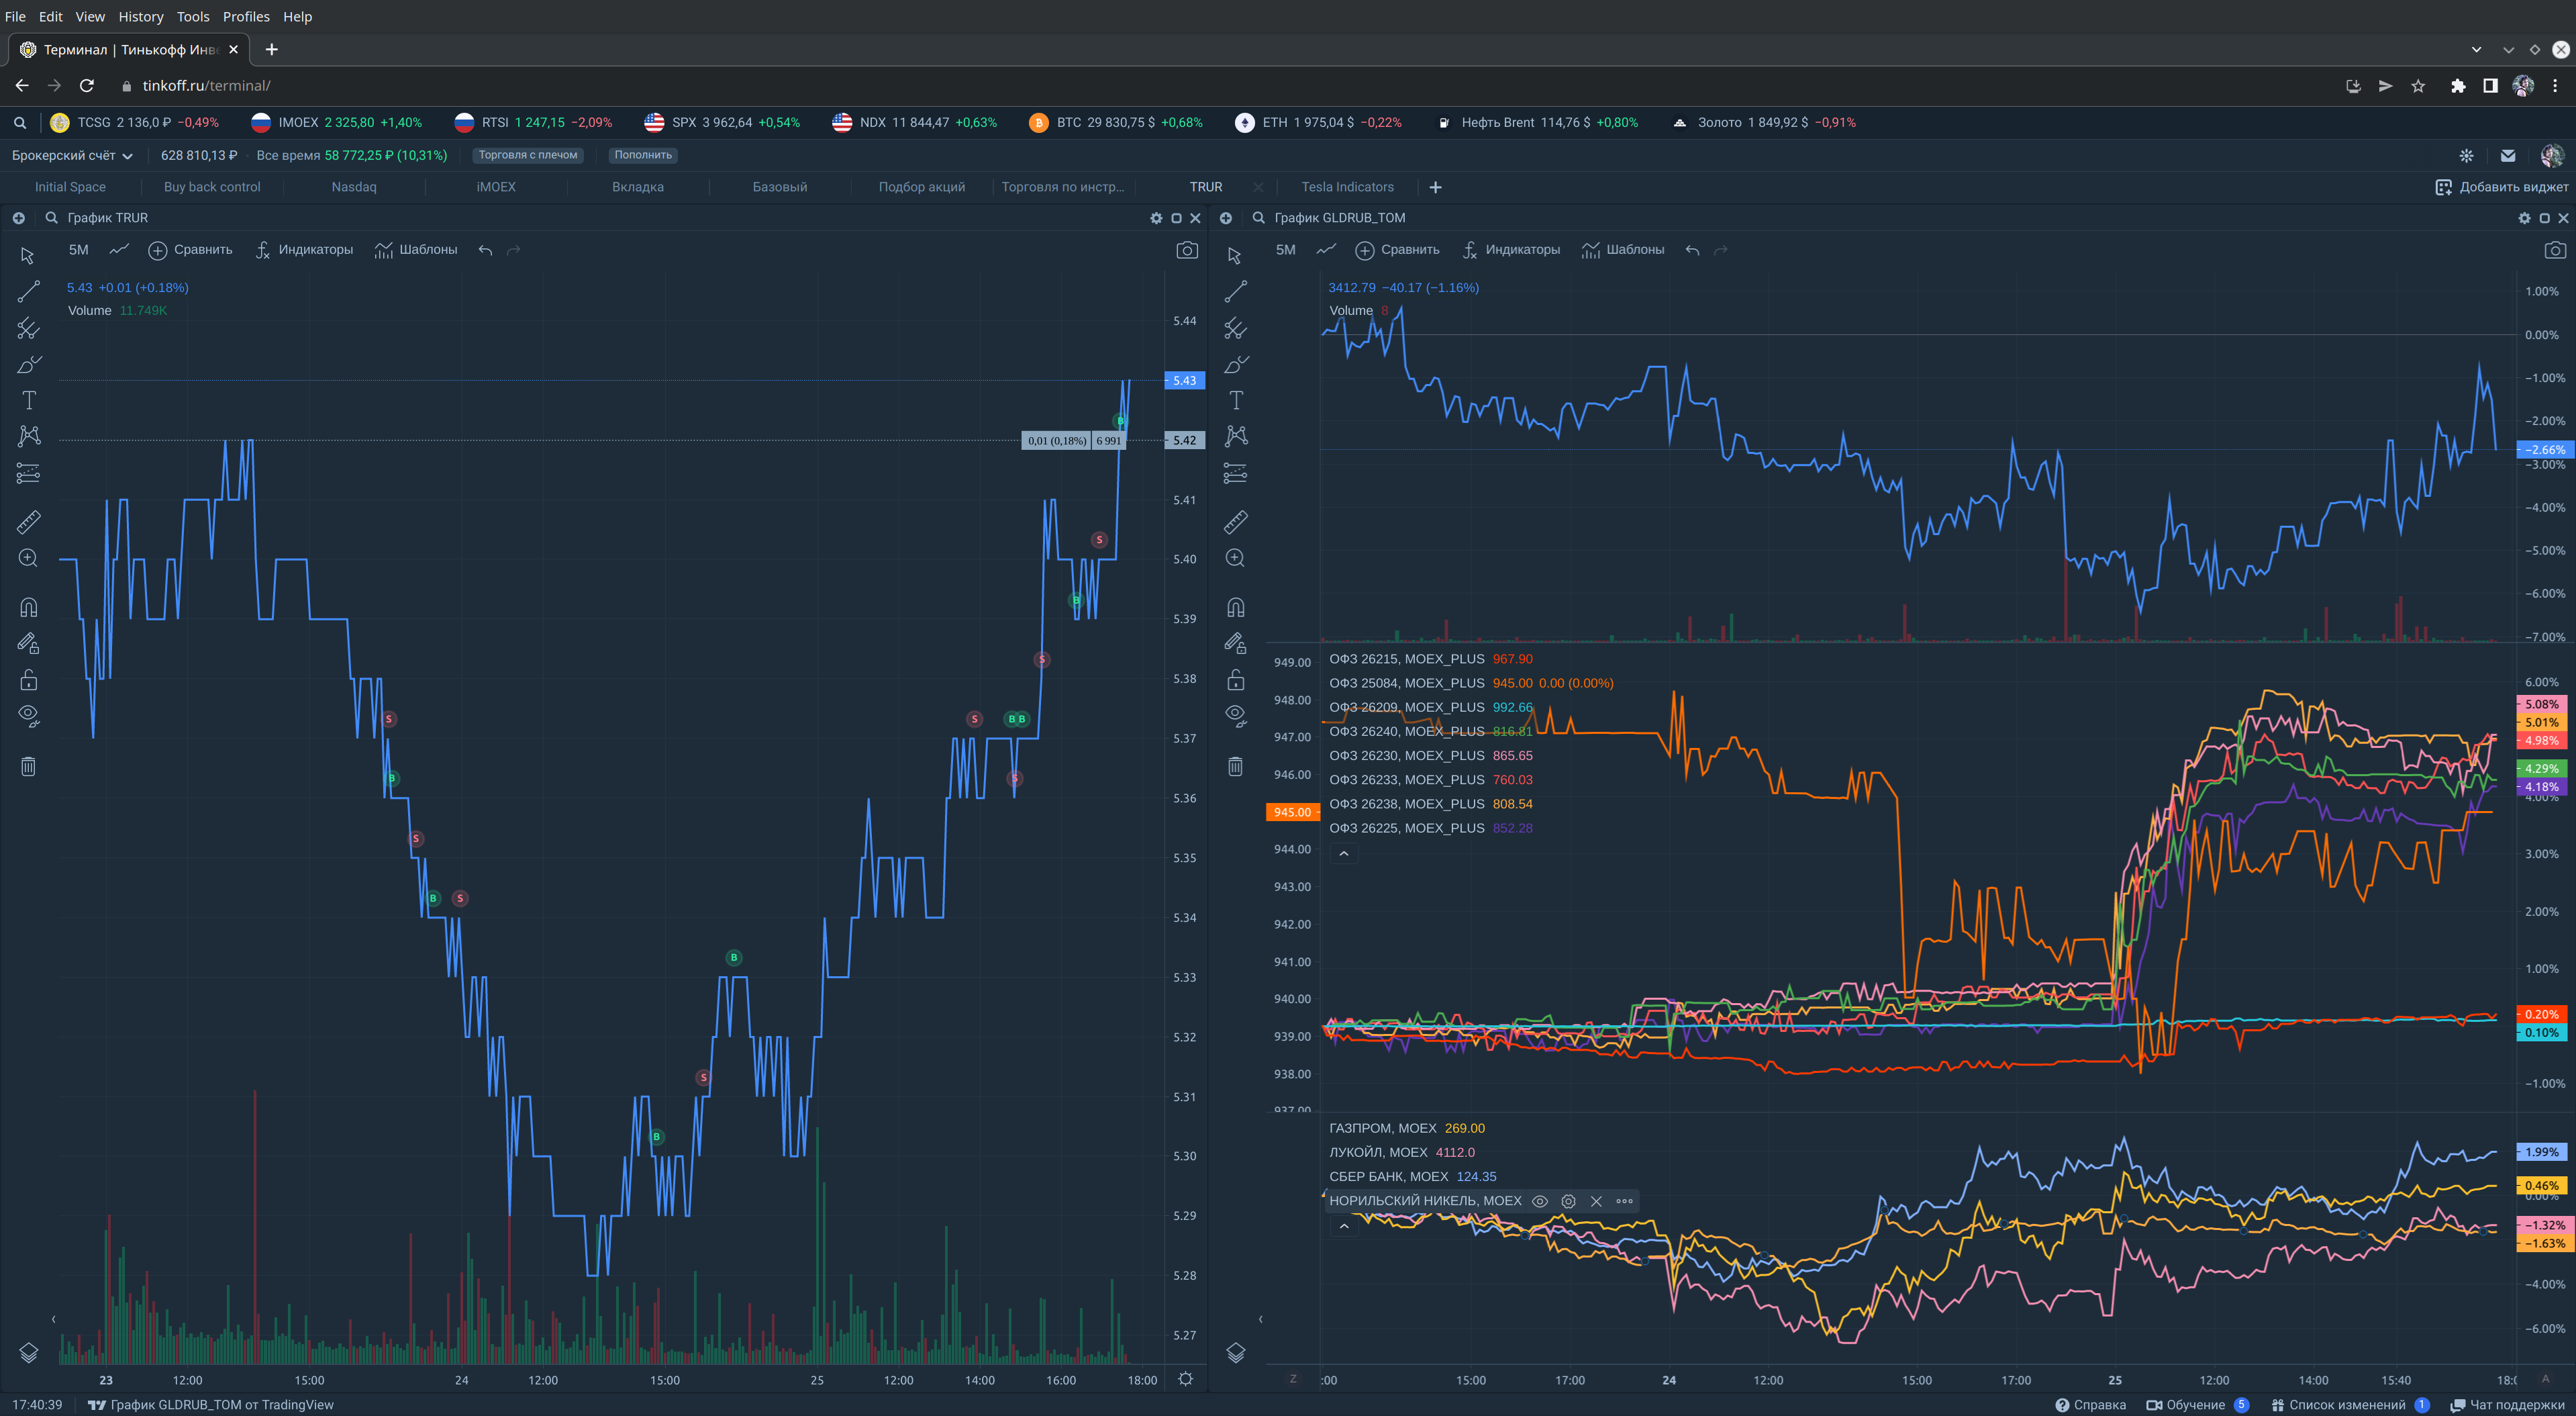 File Edit View History Tools Profiles Help
Терминал | Тинькофф Инве
tinkoff.ru/terminal/
TCSG 2 136,0 ₽ −0,49% IMOEX 2 325,80 +1,40% RTSI 1 247,15 −2,09% SPX 3 962,64 +0,54% NDX 11 844,47 +0,63% BTC 29 830,75 $ +0,68% ETH 1 975,04 $ −0,22% Нефть Brent 114,76 $ +0,80% Золото 1 849,92 $ −0,91%
Брокерский счёт 628 810,13 ₽ · Все время 58 772,25 ₽ (10,31%) Торговля с плечом Пополнить
Initial Space Buy back control Nasdaq iMOEX Вкладка Базовый Подбор акций Торговля по инстр... TRUR Tesla Indicators Добавить виджет
График TRUR
5М Сравнить Индикаторы Шаблоны
5.43 +0.01 (+0.18%)
Volume 11.749K
5.44
5.43
B
0,01 (0,18%) 6 991 5.42
5.41
S
5.40
B
5.39
S
5.38
S S B B
5.37
B S
5.36
S
5.35
B S
5.34
B
5.33
5.32
S
5.31
B
5.30
5.29
5.28
5.27
23 12:00 15:00 24 12:00 15:00 25 12:00 14:00 16:00 18:00
График GLDRUB_TOM
5М Сравнить Индикаторы Шаблоны
3412.79 −40.17 (−1.16%)
Volume 8
1.00%
0.00%
−1.00%
−2.00%
−2.66%
−3.00%
−4.00%
−5.00%
−6.00%
−7.00%
ОФЗ 26215, MOEX_PLUS 967.90
ОФЗ 25084, MOEX_PLUS 945.00 0.00 (0.00%)
ОФЗ 26209, MOEX_PLUS 992.66
ОФЗ 26240, MOEX_PLUS 816.81
ОФЗ 26230, MOEX_PLUS 865.65
ОФЗ 26233, MOEX_PLUS 760.03
ОФЗ 26238, MOEX_PLUS 808.54
ОФЗ 26225, MOEX_PLUS 852.28
949.00
948.00
947.00
946.00
945.00
944.00
943.00
942.00
941.00
940.00
939.00
938.00
937.00
6.00%
5.08%
5.01%
4.98%
4.29%
4.18%
4.00%
3.00%
2.00%
1.00%
0.20%
0.10%
−1.00%
ГАЗПРОМ, MOEX 269.00
ЛУКОЙЛ, MOEX 4112.0
СБЕР БАНК, MOEX 124.35
НОРИЛЬСКИЙ НИКЕЛЬ, MOEX
1.99%
0.46%
0.00%
−1.32%
−1.63%
−4.00%
−6.00%
Z :00 15:00 17:00 24 12:00 15:00 17:00 25 12:00 14:00 15:40 18:0 A
17:40:39 График GLDRUB_TOM от TradingView Справка Обучение 5 Список изменений 1 Чат поддержки